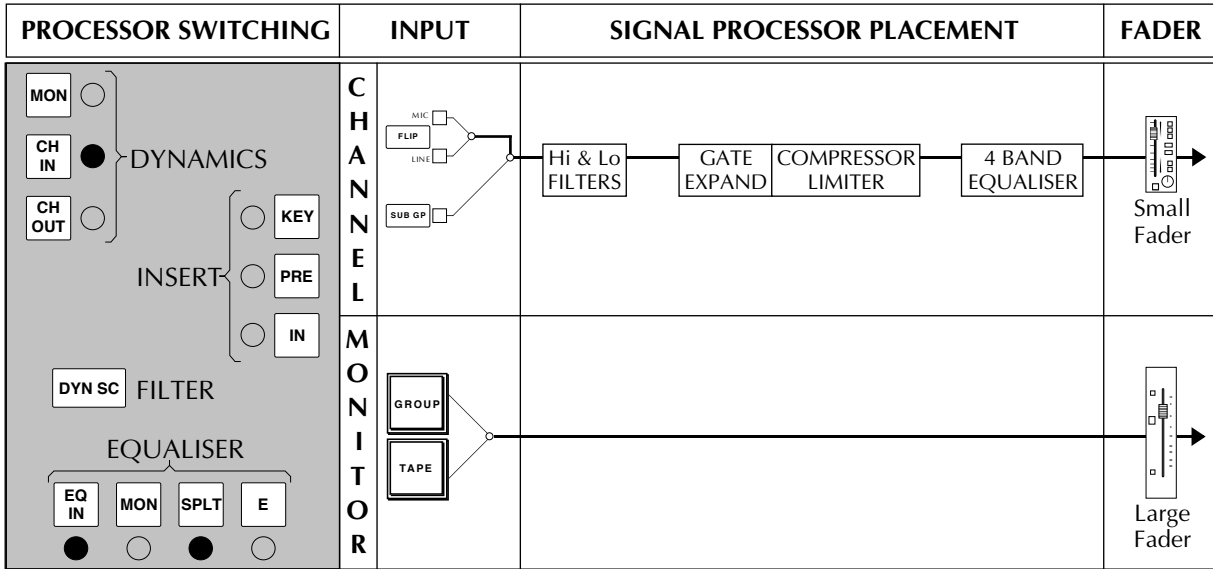 PROCESSOR SWITCHING
INPUT
SIGNAL PROCESSOR PLACEMENT
FADER
MON
CH
IN
CH
OUT
DYNAMICS
INSERT
KEY
PRE
IN
DYN SC
FILTER
EQUALISER
EQ
IN
MON
SPLT
E
CHANNEL
MIC
FLIP
LINE
SUB GP
Hi & Lo
FILTERS
GATE
EXPAND
COMPRESSOR
LIMITER
4 BAND
EQUALISER
Small
Fader
MONITOR
GROUP
TAPE
Large
Fader